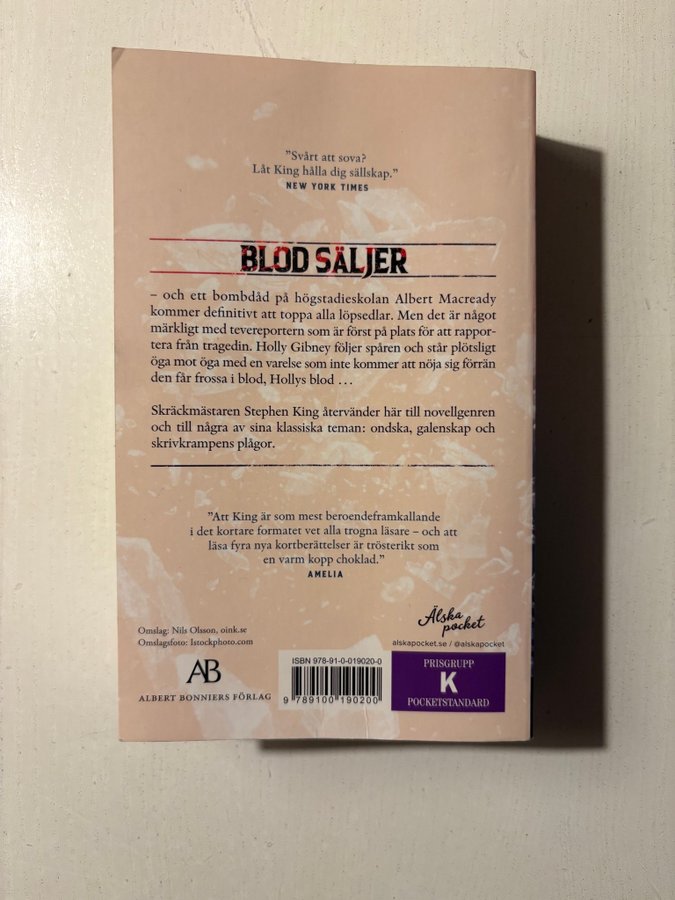 ”Svårt att sova?
Låt King hålla dig sällskap.”
NEW YORK TIMES
BLOD SÄLJER
– och ett bombdåd på högstadieskolan Albert Macready
kommer definitivt att toppa alla löpsedlar. Men det är något
märkligt med tevereportern som är först på plats för att rappor-
tera från tragedin. Holly Gibney följer spåren och står plötsligt
öga mot öga med en varelse som inte kommer att nöja sig förrän
den får frossa i blod, Hollys blod …
Skräckmästaren Stephen King återvänder här till novellgenren
och till några av sina klassiska teman: ondska, galenskap och
skrivkrampens plågor.
”Att King är som mest beroendeframkallande
i det kortare formatet vet alla trogna läsare – och att
läsa fyra nya kortberättelser är trösterikt som
en varm kopp choklad.”
AMELIA
Älska
pocket
alskapocket.se / @alskapocket
Omslag: Nils Olsson, oink.se
Omslagsfoto: Istockphoto.com
AB
ALBERT BONNIERS FÖRLAG
ISBN 978-91-0-019020-0
9 789100 190200
PRISGRUPP
K
POCKETSTANDARD